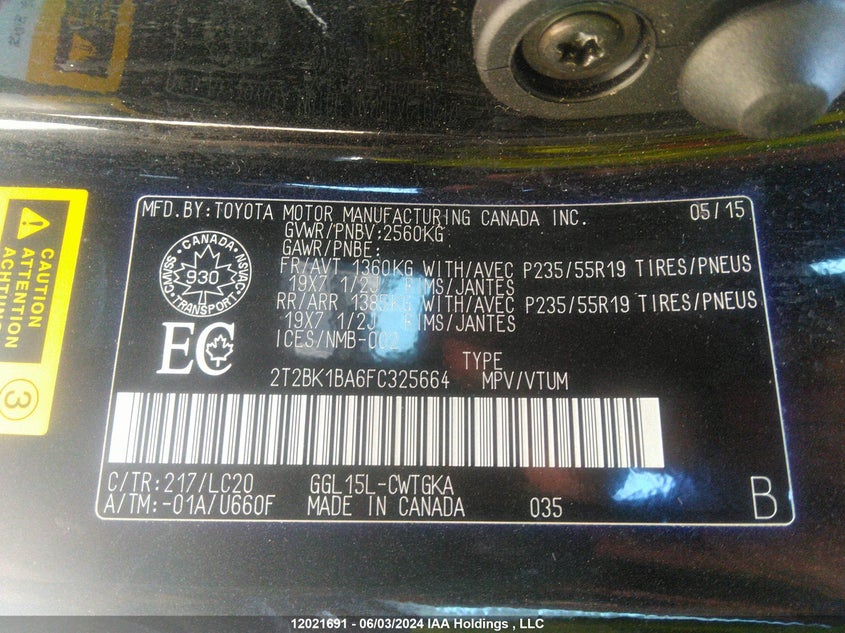 MFD.BY:TOYOTA MOTOR MANUFACTURING CANADA INC. 05/15
GVWR/PNBV:2560KG
GAWR/PNBE:
FR/AVT 1360KG WITH/AVEC P235/55R19 TIRES/PNEUS
19X7 1/2J RIMS/JANTES
RR/ARR 1385KG WITH/AVEC P235/55R19 TIRES/PNEUS
19X7 1/2J RIMS/JANTES
ICES/NMB-002
CANADA
930
TRANSPORT
EC
TYPE
2T2BK1BA6FC325664 MPV/VTUM
C/TR:217/LC20 GGL15L-CWTGKA
A/TM:-01A/U660F MADE IN CANADA 035 B
CAUTION
ATTENTION
ACHTUNG
3
12021691 - 06/03/2024 IAA Holdings , LLC